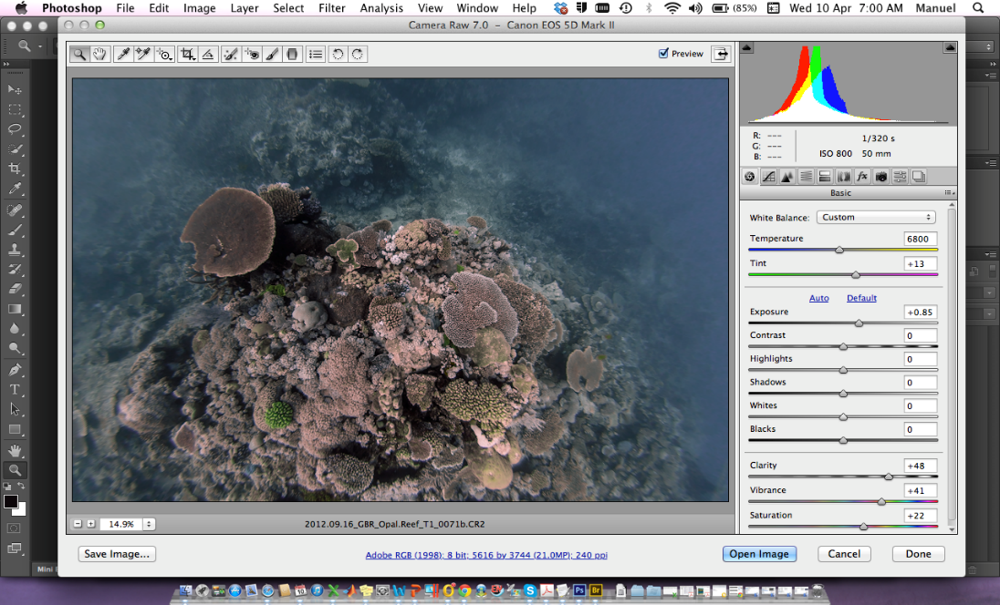 Photoshop File Edit Image Layer Select Filter Analysis View Window Help (85%) Wed 10 Apr 7:00 AM Manuel
Camera Raw 7.0 – Canon EOS 5D Mark II
Preview
R: ---
G: ---
B: ---
1/320 s
ISO 800 50 mm
Basic
White Balance: Custom
Temperature 6800
Tint +13
Auto Default
Exposure +0.85
Contrast 0
Highlights 0
Shadows 0
Whites 0
Blacks 0
Clarity +48
Vibrance +41
Saturation +22
14.9%
2012.09.16_GBR_Opal.Reef_T1_0071b.CR2
Save Image...
Adobe RGB (1998); 8 bit; 5616 by 3744 (21.0MP); 240 ppi
Open Image Cancel Done
Ps Br